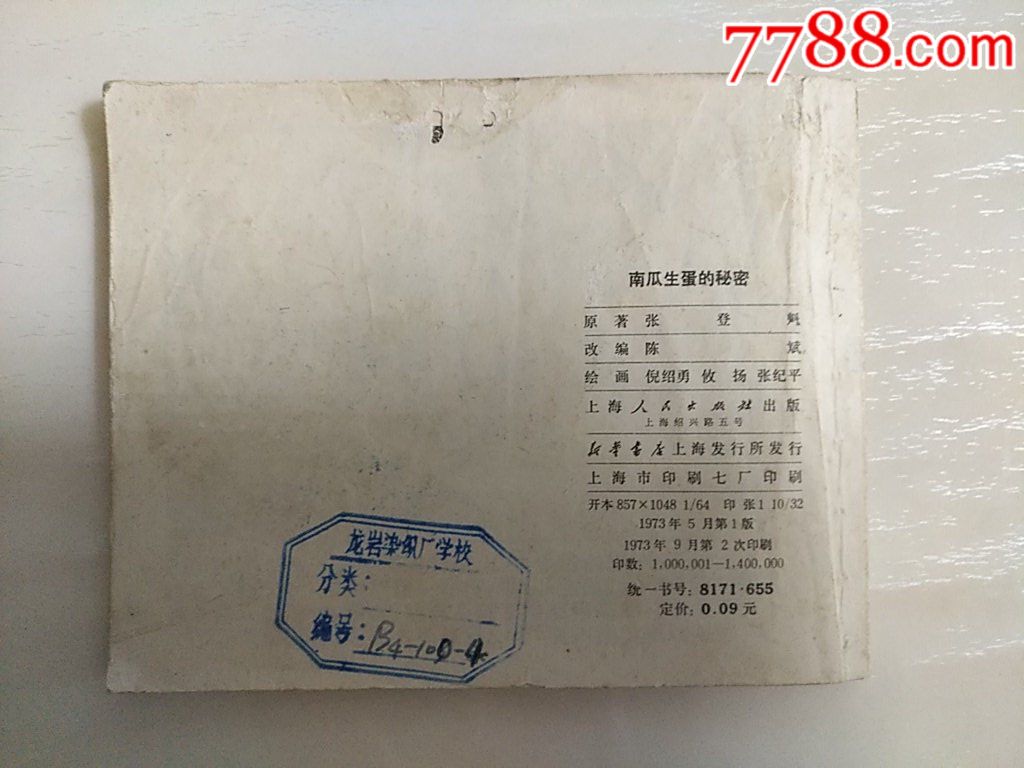 7788.com
南瓜生蛋的秘密
原著 张登魁
改编 陈斌
绘画 倪绍勇 攸扬 张纪平
上海人民出版社出版
上海绍兴路五号
新华书店上海发行所发行
上海市印刷七厂印刷
开本 857×1048 1/64 印张 1 10/32
1973年5月第1版
1973年9月第2次印刷
印数：1,000,001—1,400,000
统一书号：8171·655
定价：0.09元
龙岩染织厂学校
分类：
编号：B4-100-4